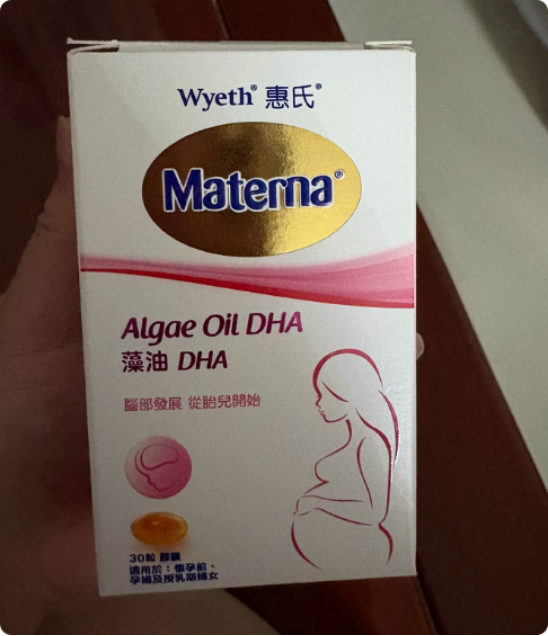 Wyeth® 惠氏®
Materna®
Algae Oil DHA
藻油 DHA
腦部發展 從胎兒開始
30粒 膠囊
適用於：懷孕前、
孕婦及授乳期婦女